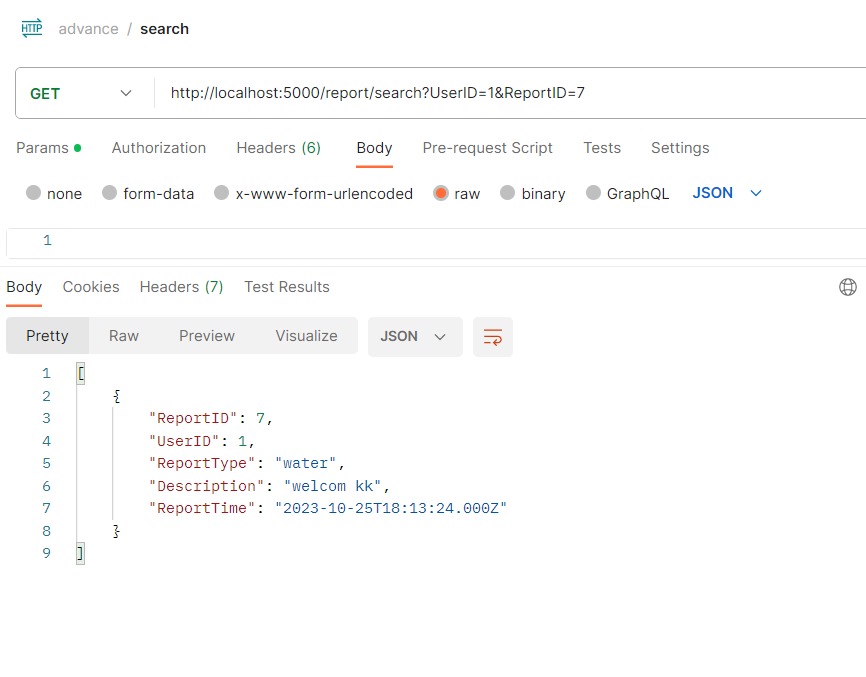 HTTP advance / search
GET http://localhost:5000/report/search?UserID=1&ReportID=7
Params Authorization Headers (6) Body Pre-request Script Tests Settings
none form-data x-www-form-urlencoded raw binary GraphQL JSON
1
Body Cookies Headers (7) Test Results
Pretty Raw Preview Visualize JSON
1 [
2 {
3 "ReportID": 7,
4 "UserID": 1,
5 "ReportType": "water",
6 "Description": "welcom kk",
7 "ReportTime": "2023-10-25T18:13:24.000Z"
8 }
9 ]